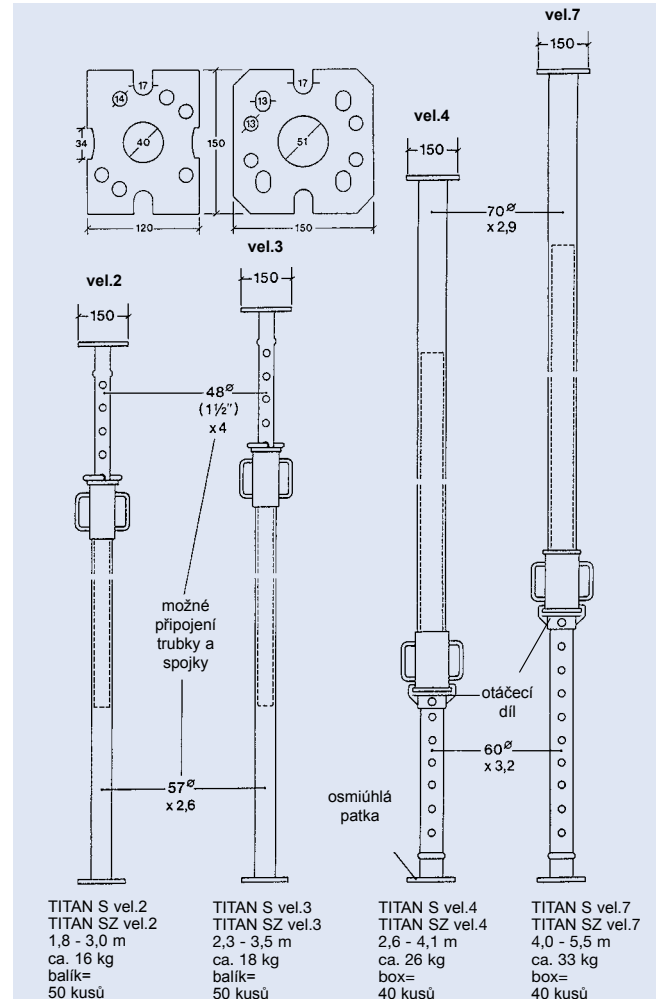 vel.7
150
17
14
40
34
150
120
17
13
13
51
150
vel.4
150
70ø
x 2,9
vel.3
150
vel.2
150
48ø
(1½")
x 4
možné
připojení
trubky a
spojky
otáčecí
díl
60ø
x 3,2
57ø
x 2,6
osmiúhlá
patka
TITAN S vel.2
TITAN SZ vel.2
1,8 - 3,0 m
ca. 16 kg
balík=
50 kusů
TITAN S vel.3
TITAN SZ vel.3
2,3 - 3,5 m
ca. 18 kg
balík=
50 kusů
TITAN S vel.4
TITAN SZ vel.4
2,6 - 4,1 m
ca. 26 kg
box=
40 kusů
TITAN S vel.7
TITAN SZ vel.7
4,0 - 5,5 m
ca. 33 kg
box=
40 kusů